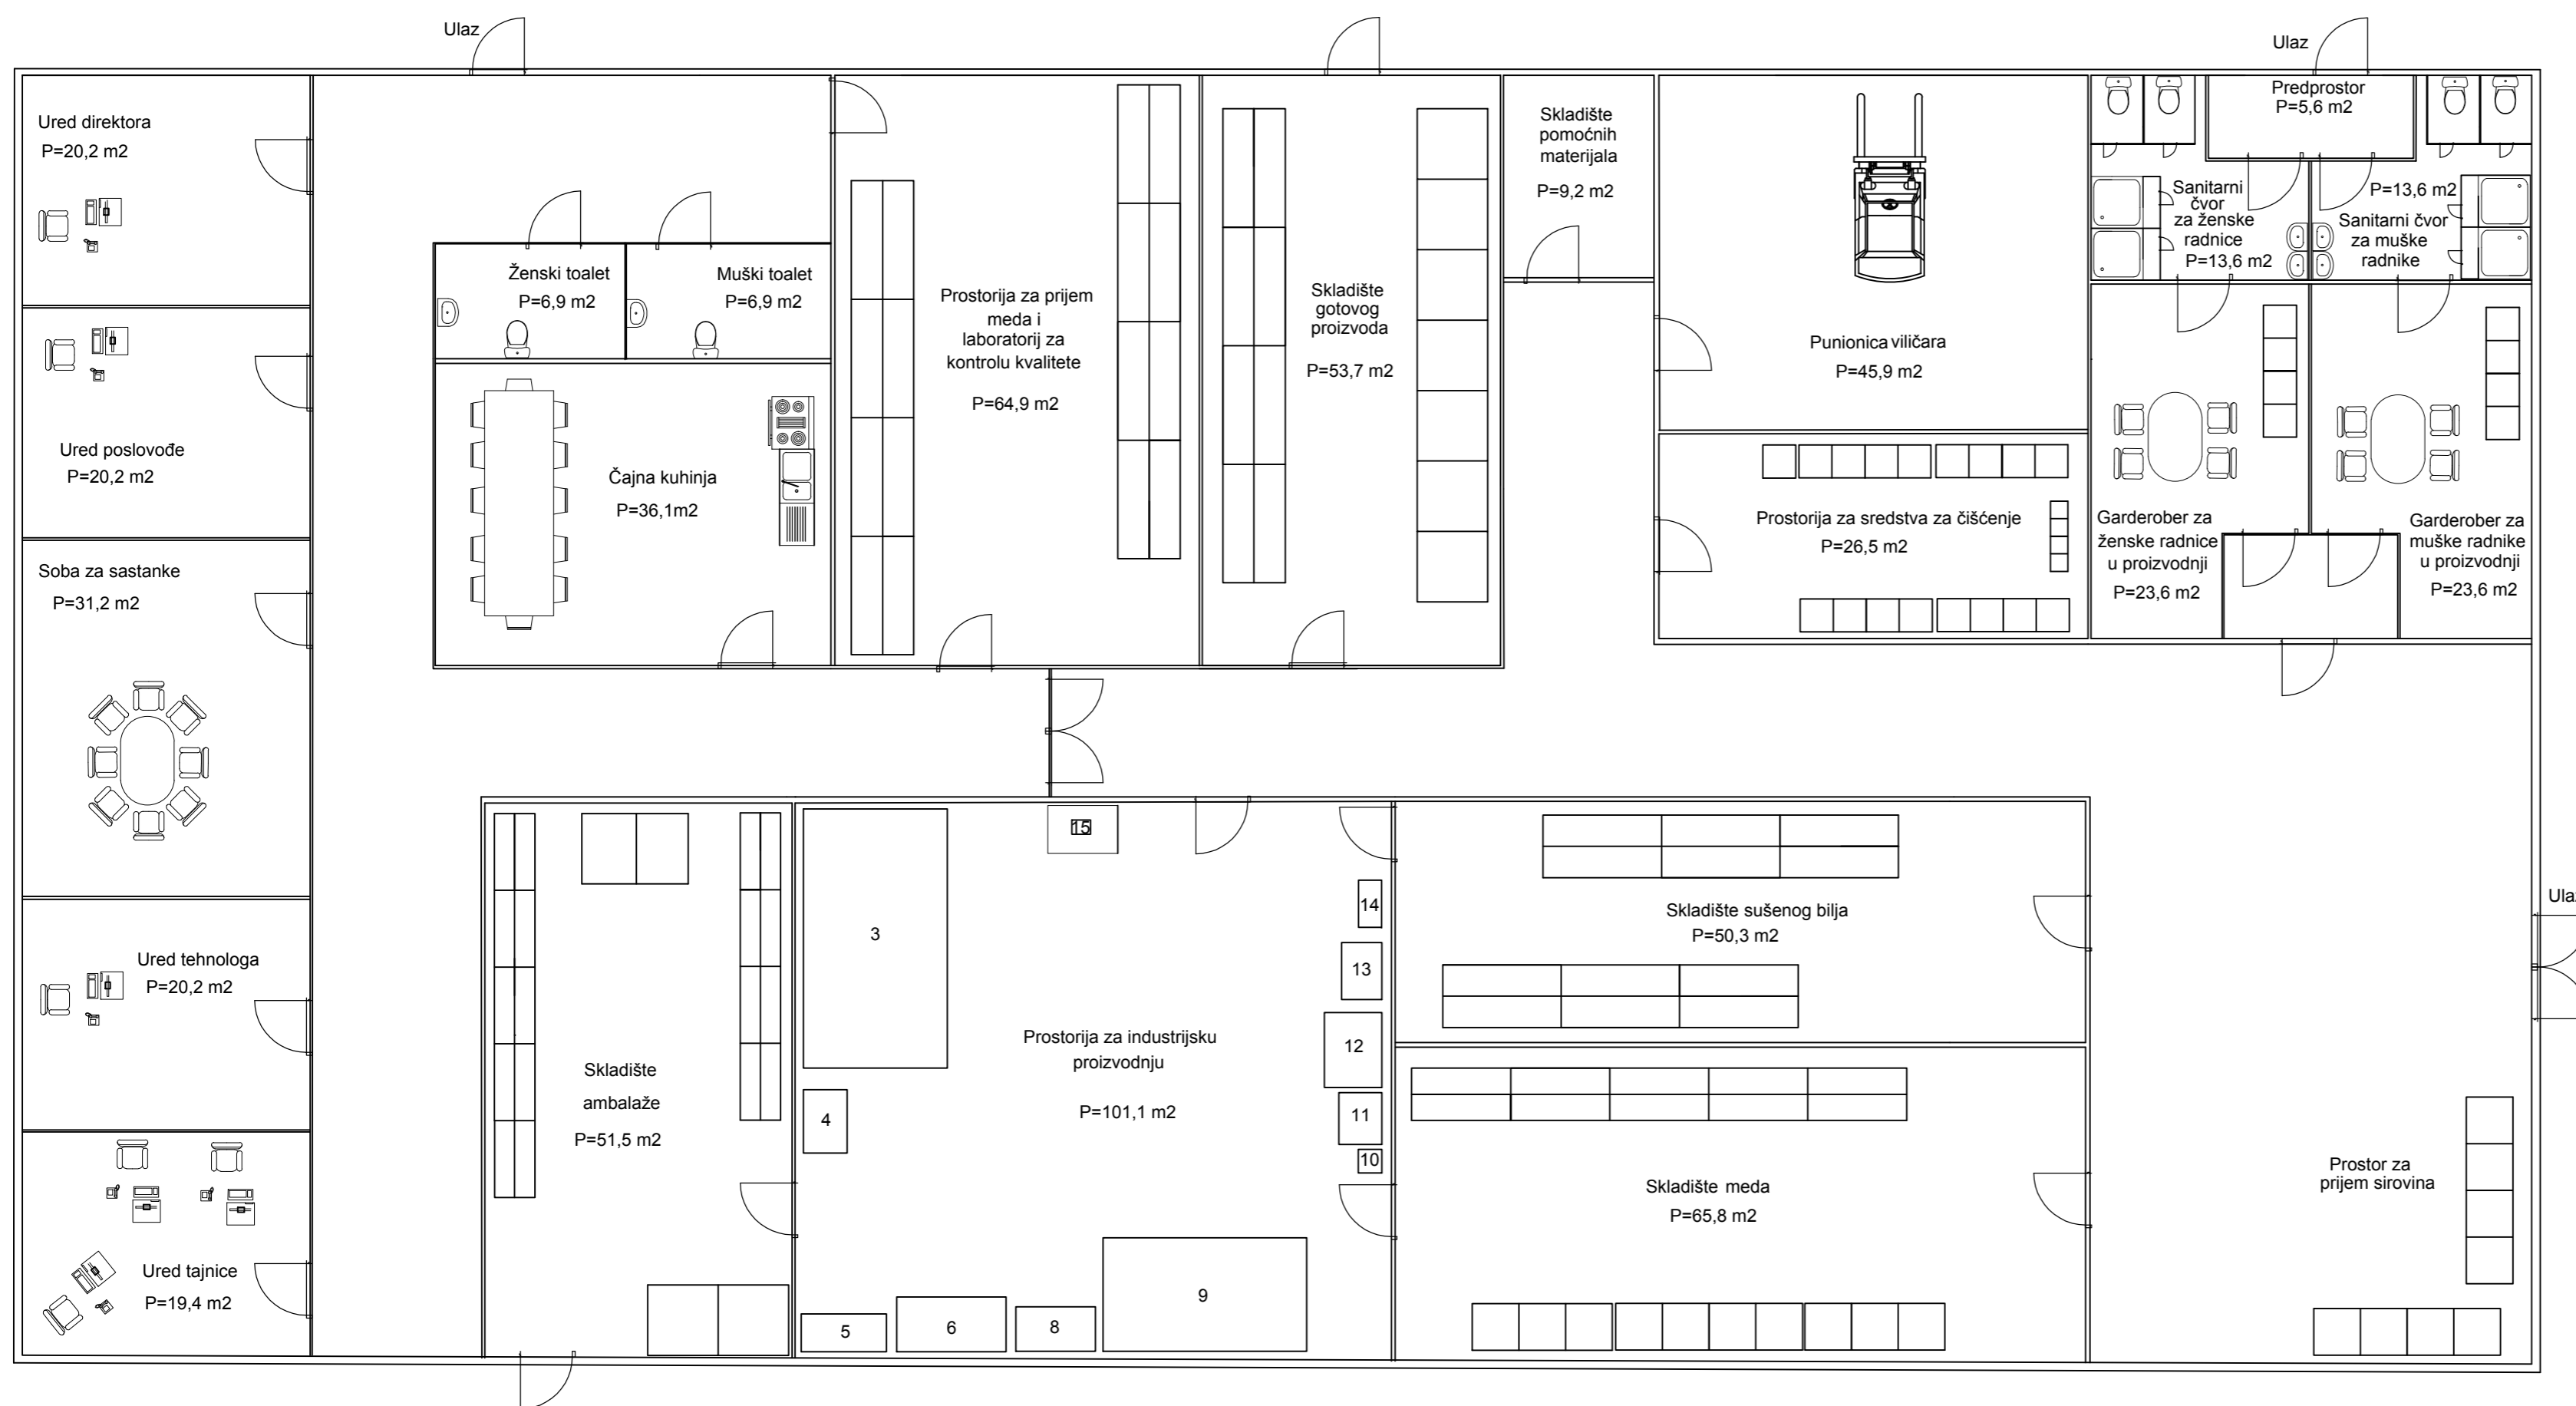 Ulaz
Ulaz
Ured direktora
P=20,2 m2
Ured poslovođe
P=20,2 m2
Soba za sastanke
P=31,2 m2
Ured tehnologa
P=20,2 m2
Ured tajnice
P=19,4 m2
Ženski toalet
P=6,9 m2
Muški toalet
P=6,9 m2
Čajna kuhinja
P=36,1m2
Prostorija za prijem
meda i
laboratorij za
kontrolu kvalitete
P=64,9 m2
Skladište
gotovog
proizvoda
P=53,7 m2
Skladište
pomoćnih
materijala
P=9,2 m2
Punionica viličara
P=45,9 m2
Prostorija za sredstva za čišćenje
P=26,5 m2
Predprostor
P=5,6 m2
Sanitarni
čvor
za ženske
radnice
P=13,6 m2
P=13,6 m2
Sanitarni čvor
za muške
radnike
Garderober za
ženske radnice
u proizvodnji
P=23,6 m2
Garderober za
muške radnike
u proizvodnji
P=23,6 m2
Skladište
ambalaže
P=51,5 m2
3
4
5
6
8
9
10
11
12
13
14
15
Prostorija za industrijsku
proizvodnju
P=101,1 m2
Skladište sušenog bilja
P=50,3 m2
Skladište meda
P=65,8 m2
Prostor za
prijem sirovina